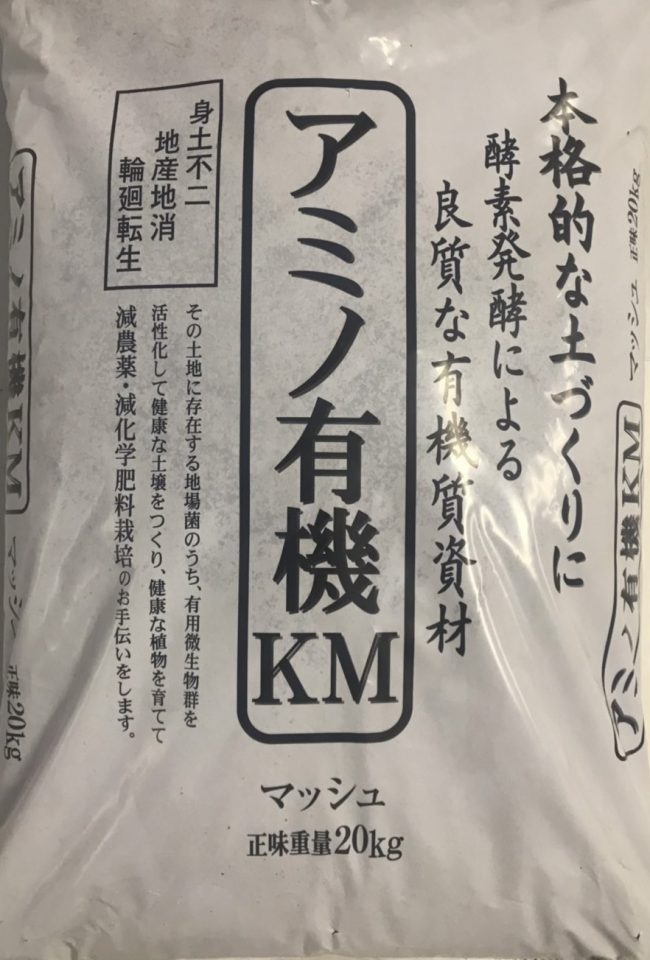 本格的な土づくりに
酵素発酵による
良質な有機質資材
アミノ有機KM
マッシュ
正味重量20kg
身土不二
地産地消
輪廻転生
その土地に存在する地場菌のうち、有用微生物群を
活性化して健康な土壌をつくり、健康な植物を育てて
減農薬・減化学肥料栽培のお手伝いをします。
アミノ有機KM
マッシュ 正味20kg
アミノ有機KM
マッシュ 正味20kg